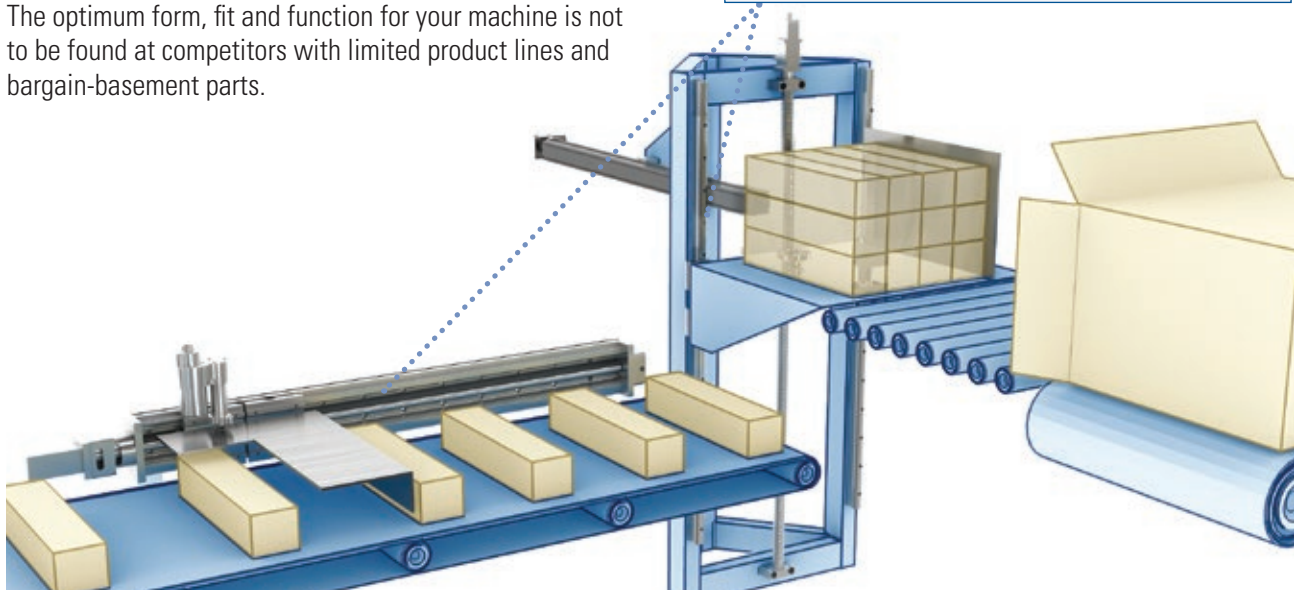 The optimum form, fit and function for your machine is not
to be found at competitors with limited product lines and
bargain-basement parts.